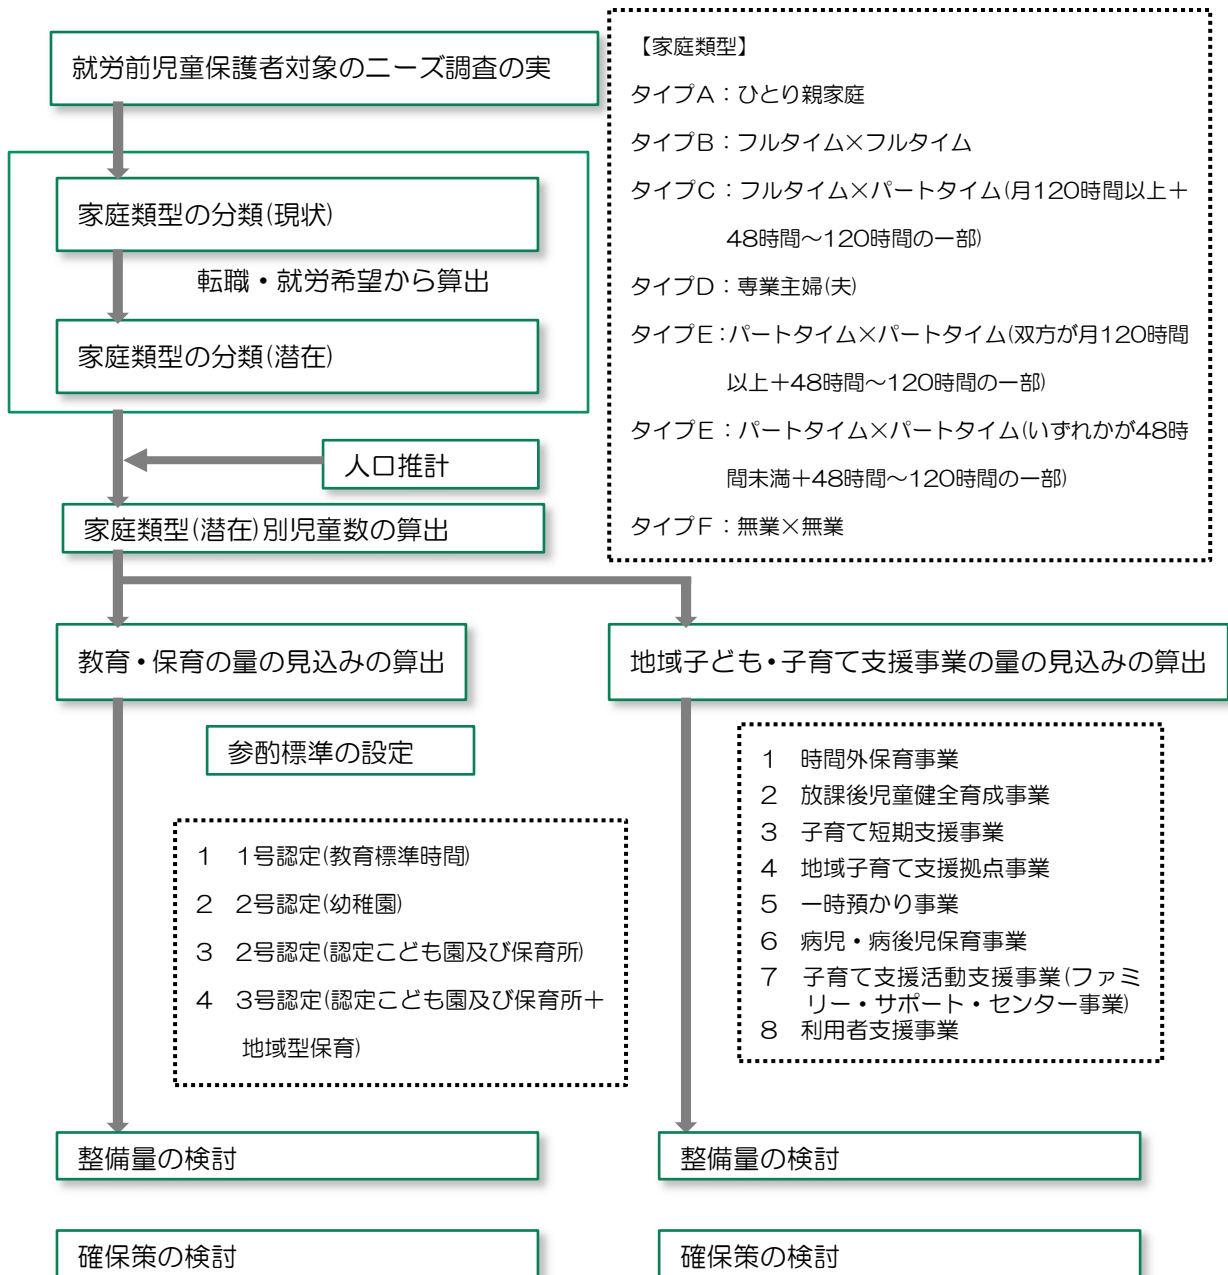 就労前児童保護者対象のニーズ調査の実
家庭類型の分類(現状)
転職・就労希望から算出
家庭類型の分類(潜在)
人口推計
家庭類型(潜在)別児童数の算出
【家庭類型】
タイプA：ひとり親家庭
タイプB：フルタイム×フルタイム
タイプC：フルタイム×パートタイム(月120時間以上＋
48時間～120時間の一部)
タイプD：専業主婦(夫)
タイプE：パートタイム×パートタイム(双方が月120時間
以上＋48時間～120時間の一部)
タイプE：パートタイム×パートタイム(いずれかが48時
間未満＋48時間～120時間の一部)
タイプF：無業×無業
教育・保育の量の見込みの算出
参酌標準の設定
1　1号認定(教育標準時間)
2　2号認定(幼稚園)
3　2号認定(認定こども園及び保育所)
4　3号認定(認定こども園及び保育所＋
地域型保育)
整備量の検討
確保策の検討
地域子ども・子育て支援事業の量の見込みの算出
1　時間外保育事業
2　放課後児童健全育成事業
3　子育て短期支援事業
4　地域子育て支援拠点事業
5　一時預かり事業
6　病児・病後児保育事業
7　子育て支援活動支援事業(ファミ
リー・サポート・センター事業)
8　利用者支援事業
整備量の検討
確保策の検討